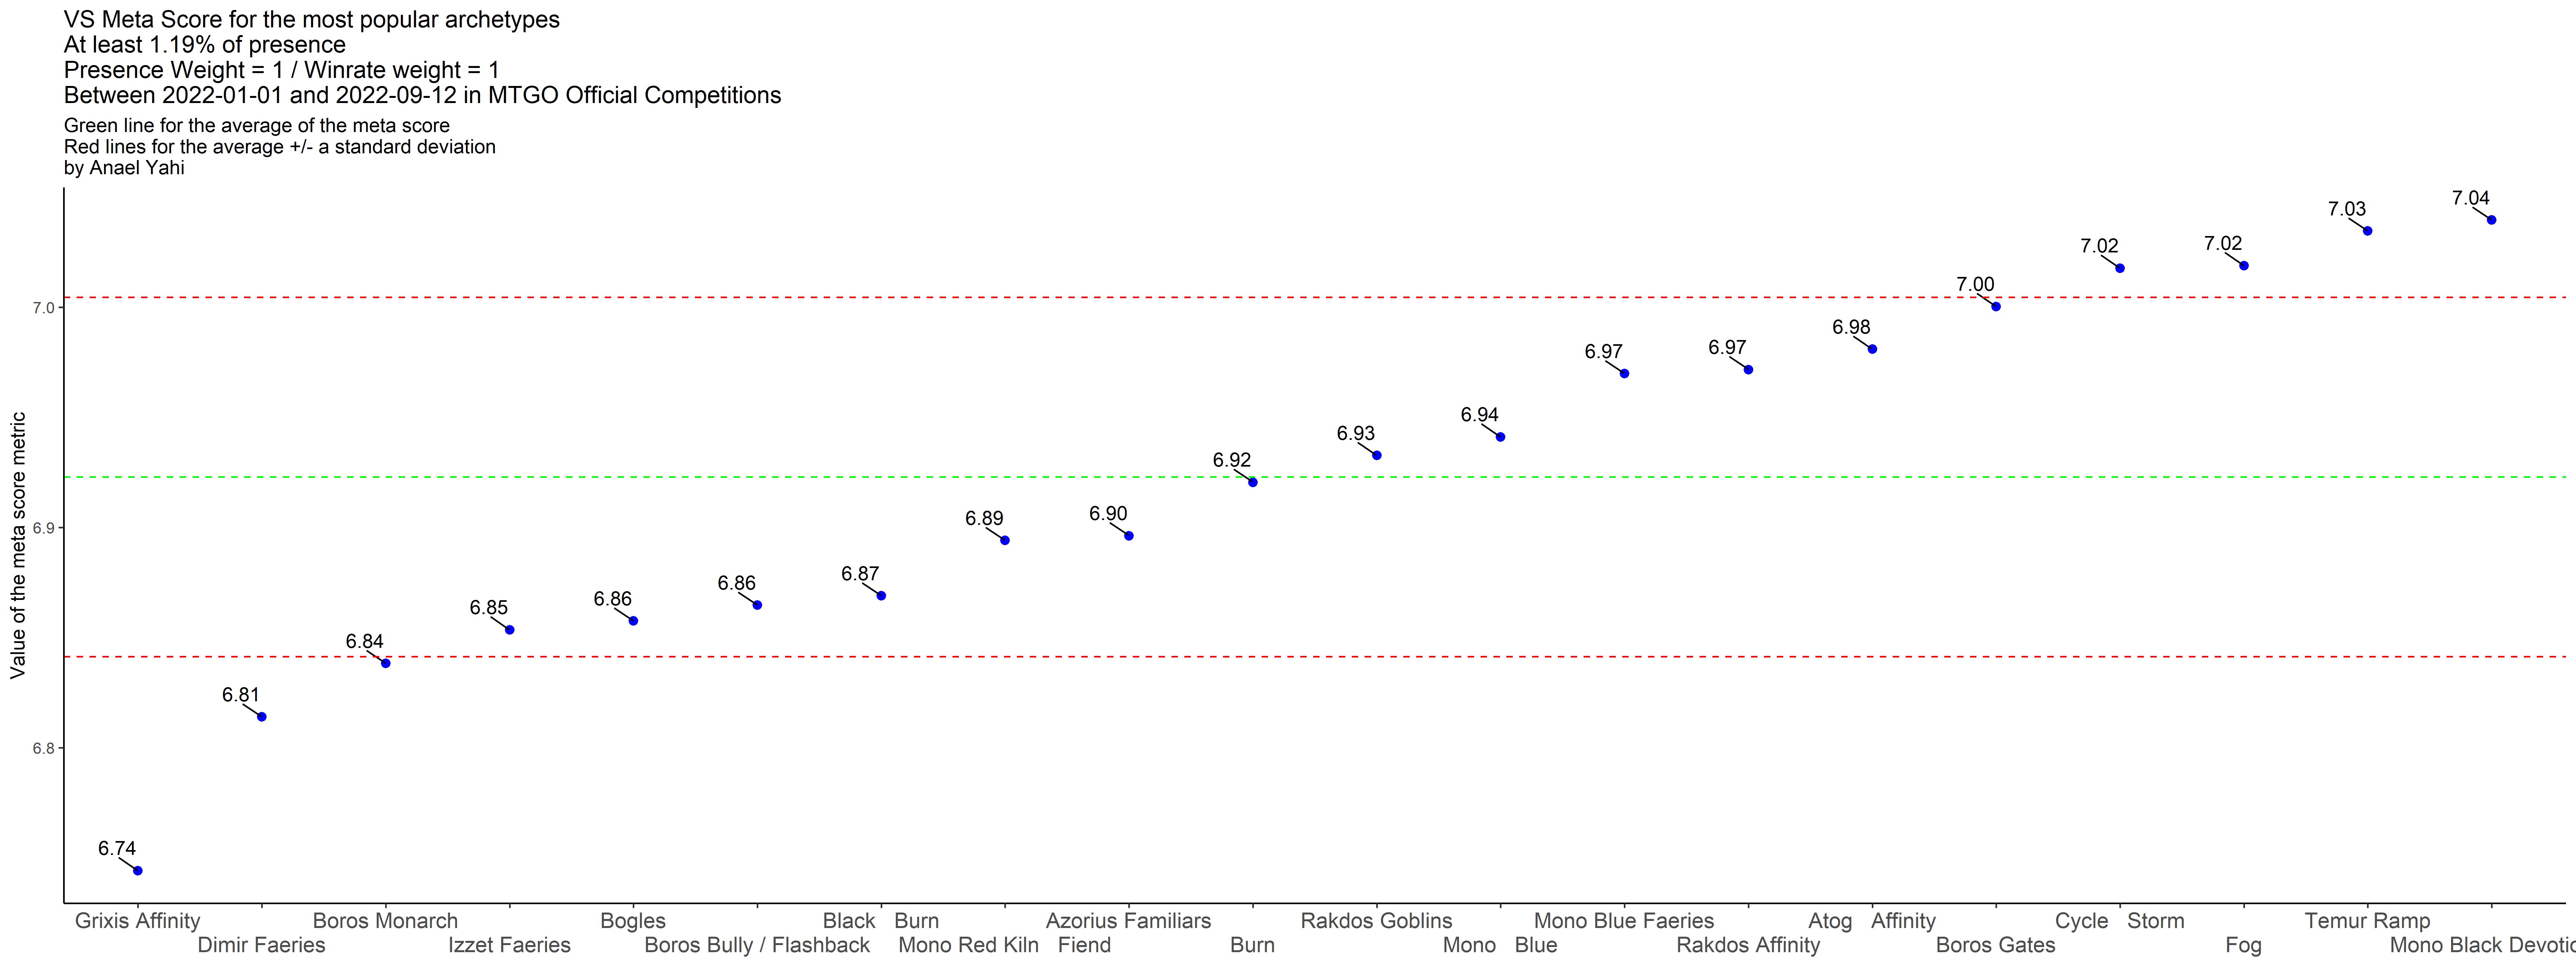 VS Meta Score for the most popular archetypes
At least 1.19% of presence
Presence Weight = 1 / Winrate weight = 1
Between 2022-01-01 and 2022-09-12 in MTGO Official Competitions
Green line for the average of the meta score
Red lines for the average +/- a standard deviation
by Anael Yahi
Value of the meta score metric
7.0
6.9
6.8
6.74
6.81
6.84
6.85
6.86
6.86
6.87
6.89
6.90
6.92
6.93
6.94
6.97
6.97
6.98
7.00
7.02
7.02
7.03
7.04
Grixis Affinity
Dimir Faeries
Boros Monarch
Izzet Faeries
Bogles
Boros Bully / Flashback
Black Burn
Mono Red Kiln Fiend
Azorius Familiars
Burn
Rakdos Goblins
Mono Blue
Mono Blue Faeries
Rakdos Affinity
Atog Affinity
Boros Gates
Cycle Storm
Fog
Temur Ramp
Mono Black Devotio